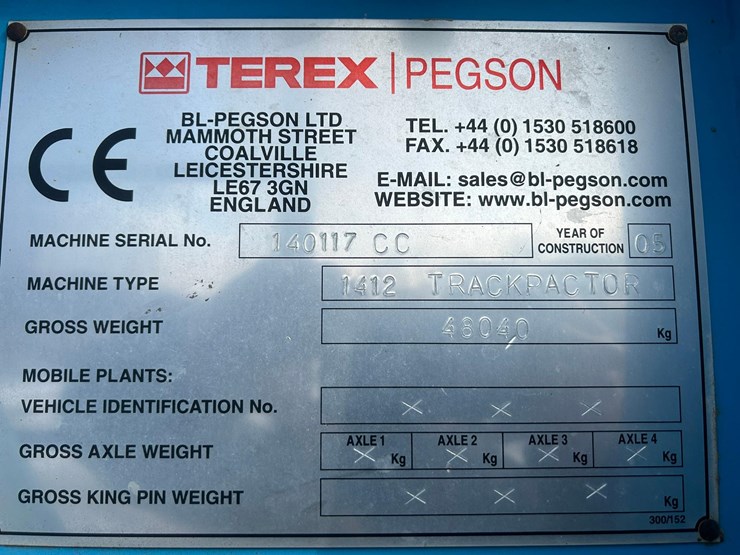 TEREX | PEGSON
CE
BL-PEGSON LTD
MAMMOTH STREET
COALVILLE
LEICESTERSHIRE
LE67 3GN
ENGLAND
TEL. +44 (0) 1530 518600
FAX. +44 (0) 1530 518618
E-MAIL: sales@bl-pegson.com
WEBSITE: www.bl-pegson.com
MACHINE SERIAL No. 140117 CC YEAR OF CONSTRUCTION 05
MACHINE TYPE 1412 TRACKPACTOR
GROSS WEIGHT 48040 Kg
MOBILE PLANTS:
VEHICLE IDENTIFICATION No. X X X
GROSS AXLE WEIGHT AXLE 1 X Kg AXLE 2 X Kg AXLE 3 X Kg AXLE 4 X Kg
GROSS KING PIN WEIGHT X X X Kg
300/152